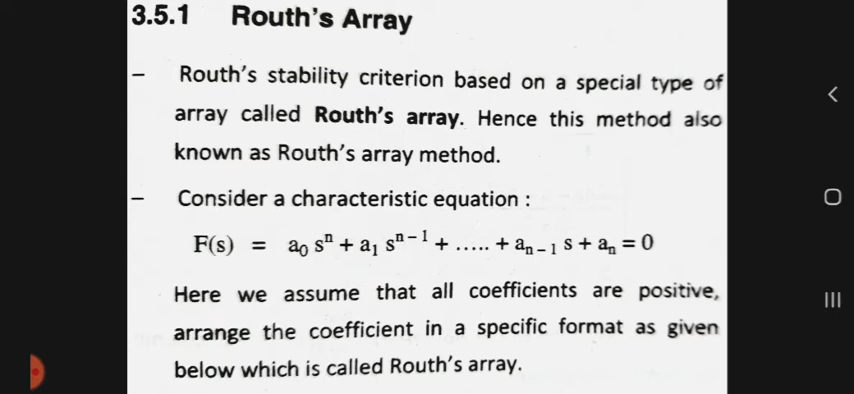 3.5.1 Routh's Array
– Routh's stability criterion based on a special type of
array called Routh's array. Hence this method also
known as Routh's array method.
– Consider a characteristic equation :
F(s) = a₀ sⁿ + a₁ sⁿ⁻¹ + ..... + aₙ₋₁ s + aₙ = 0
Here we assume that all coefficients are positive,
arrange the coefficient in a specific format as given
below which is called Routh's array.